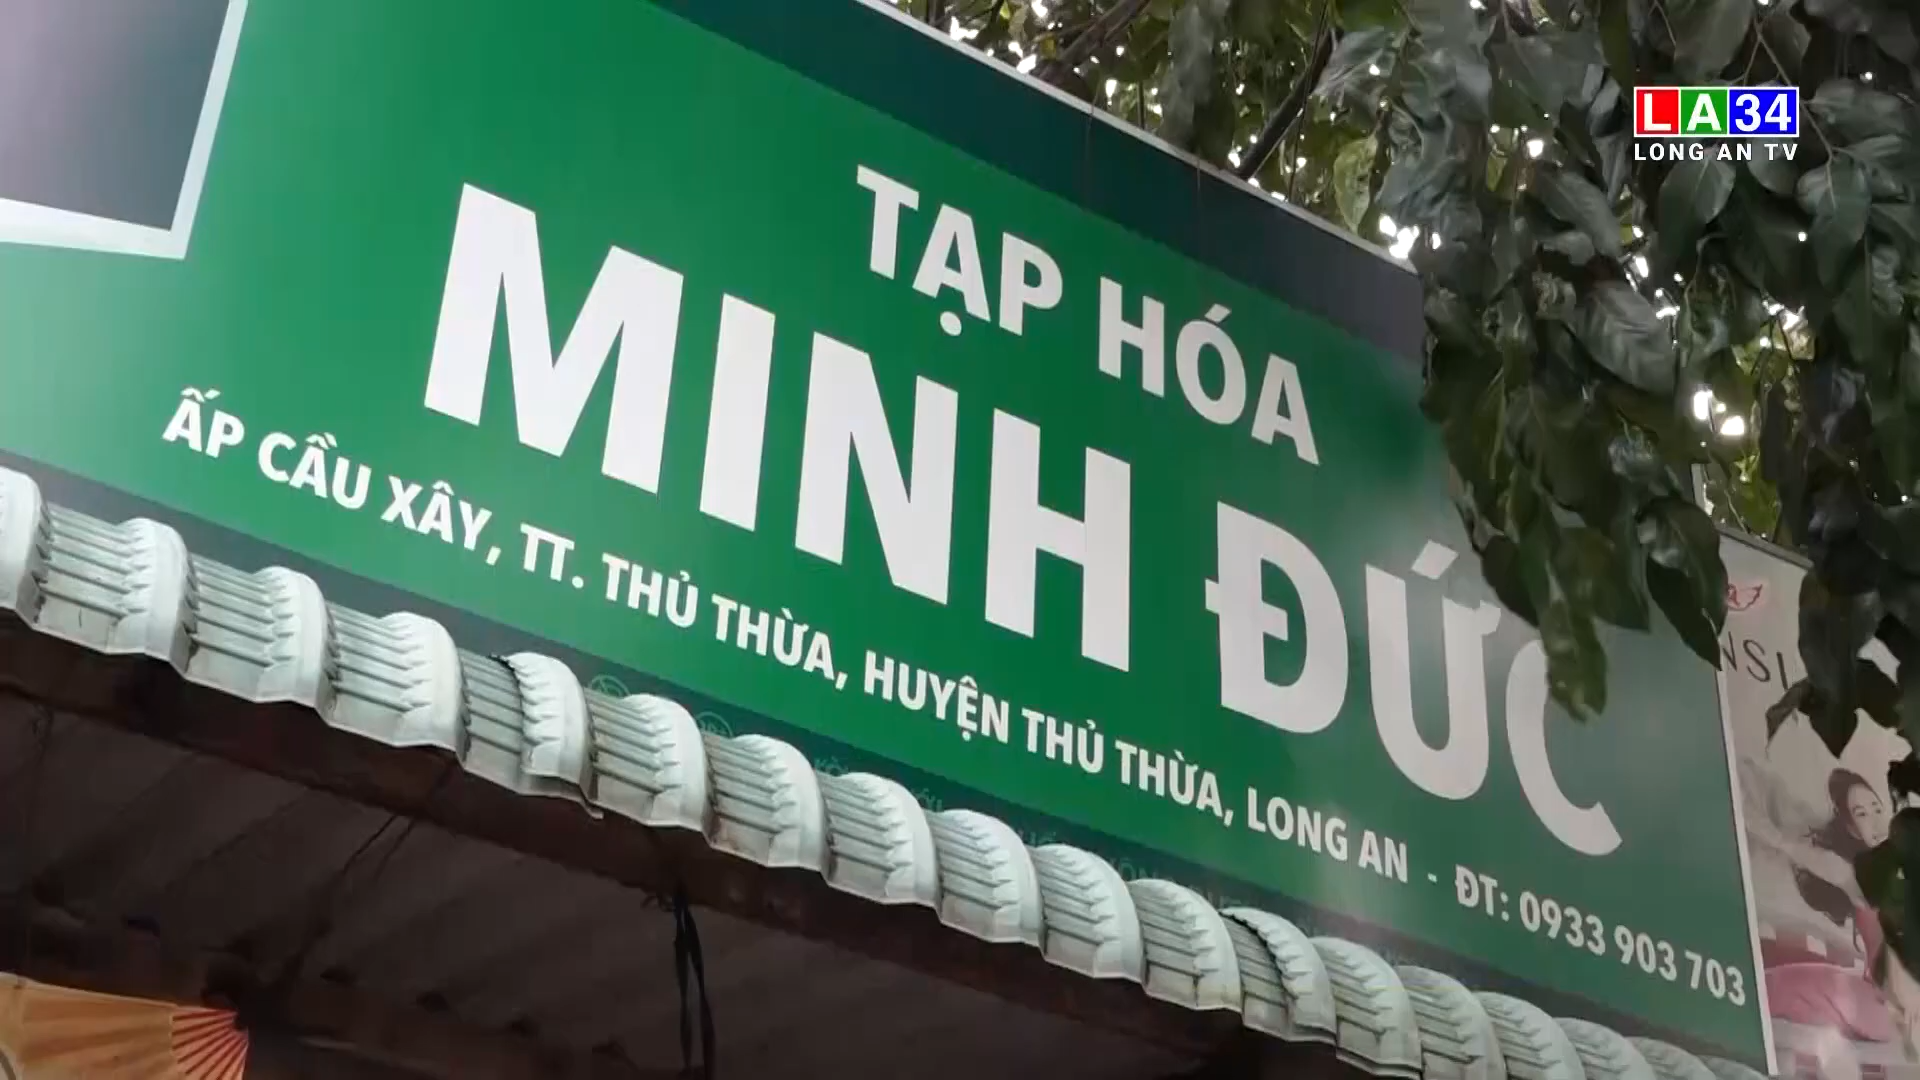 LA34
LONG AN TV
TẠP HÓA
MINH ĐỨC
ẤP CẦU XÂY, TT. THỦ THỪA, HUYỆN THỦ THỪA, LONG AN - ĐT: 0933 903 703